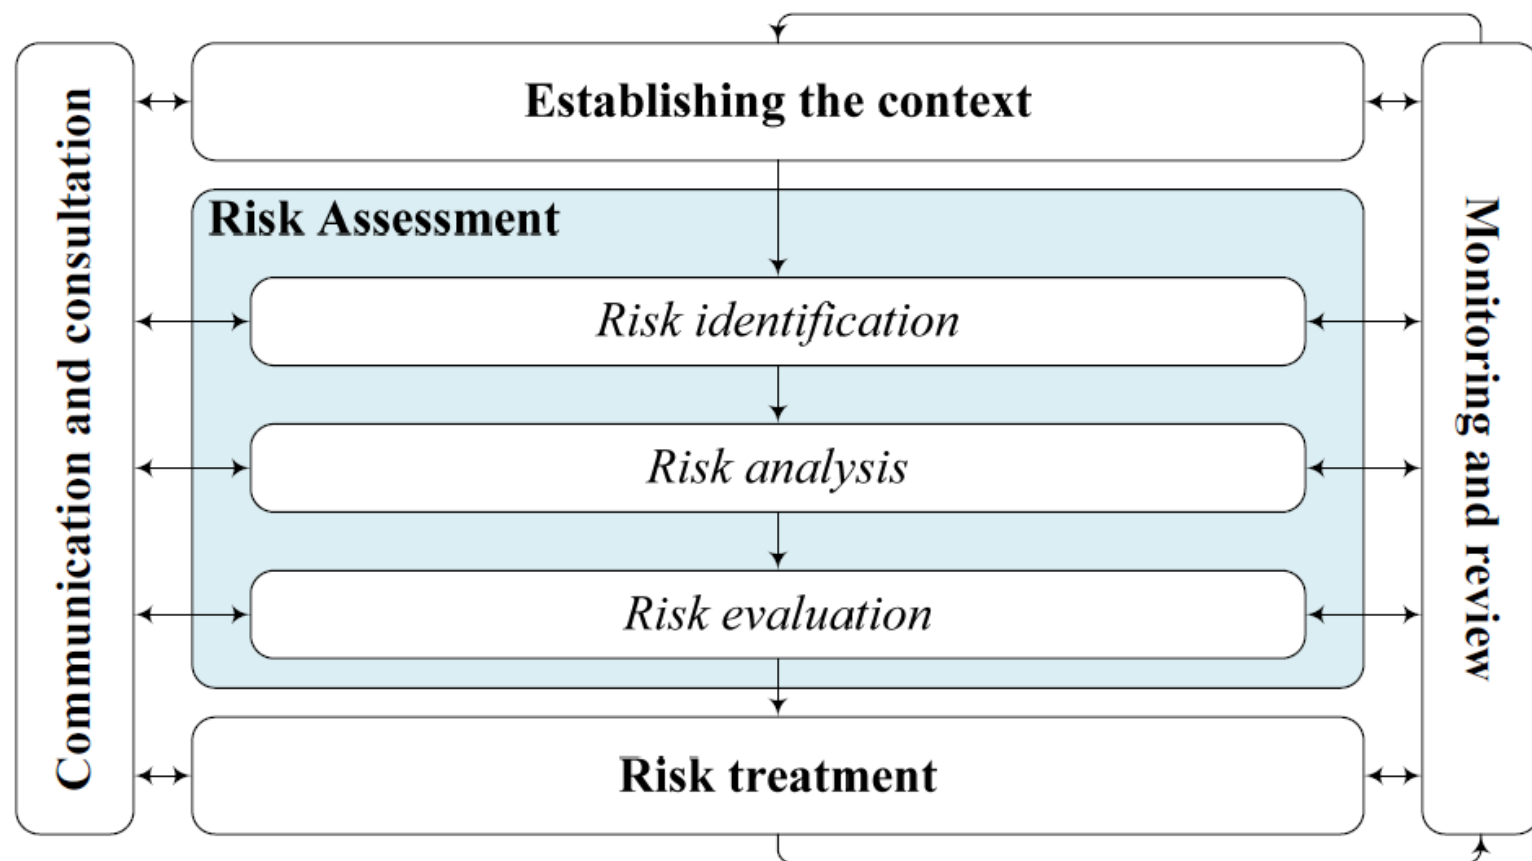 Establishing the context
Communication and consultation
Risk Assessment
Risk identification
Risk analysis
Risk evaluation
Monitoring and review
Risk treatment